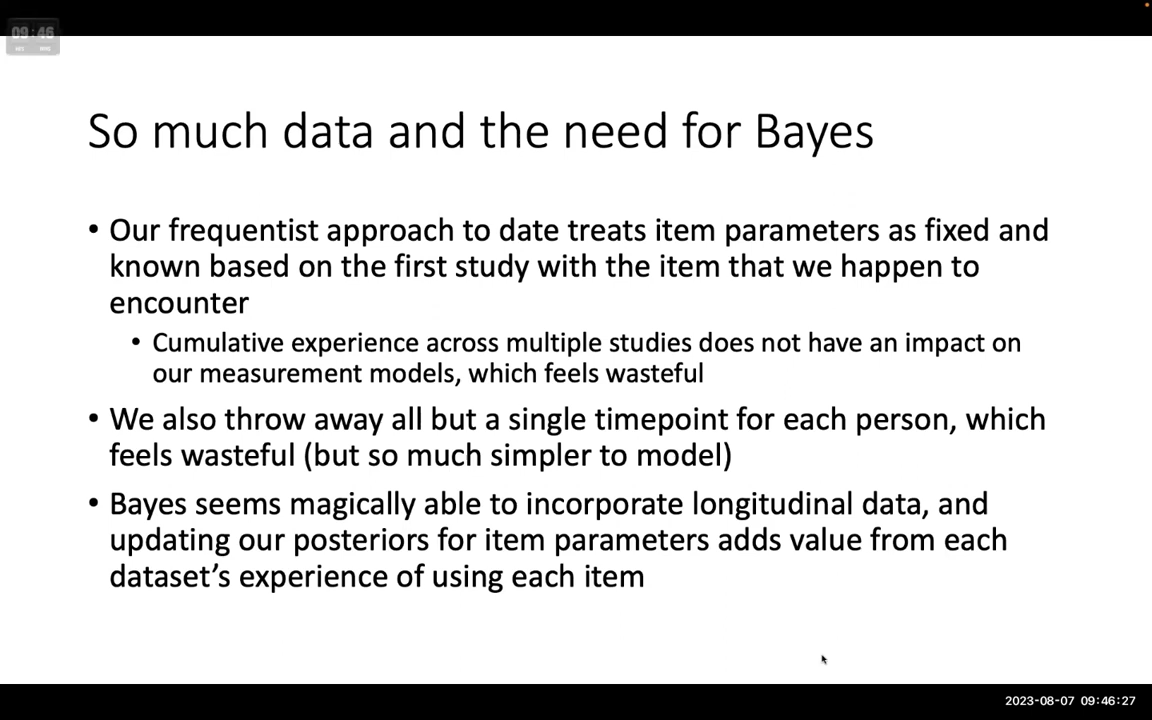 09:46
So much data and the need for Bayes
• Our frequentist approach to date treats item parameters as fixed and
known based on the first study with the item that we happen to
encounter
• Cumulative experience across multiple studies does not have an impact on
our measurement models, which feels wasteful
• We also throw away all but a single timepoint for each person, which
feels wasteful (but so much simpler to model)
• Bayes seems magically able to incorporate longitudinal data, and
updating our posteriors for item parameters adds value from each
dataset’s experience of using each item
2023-08-07 09:46:27